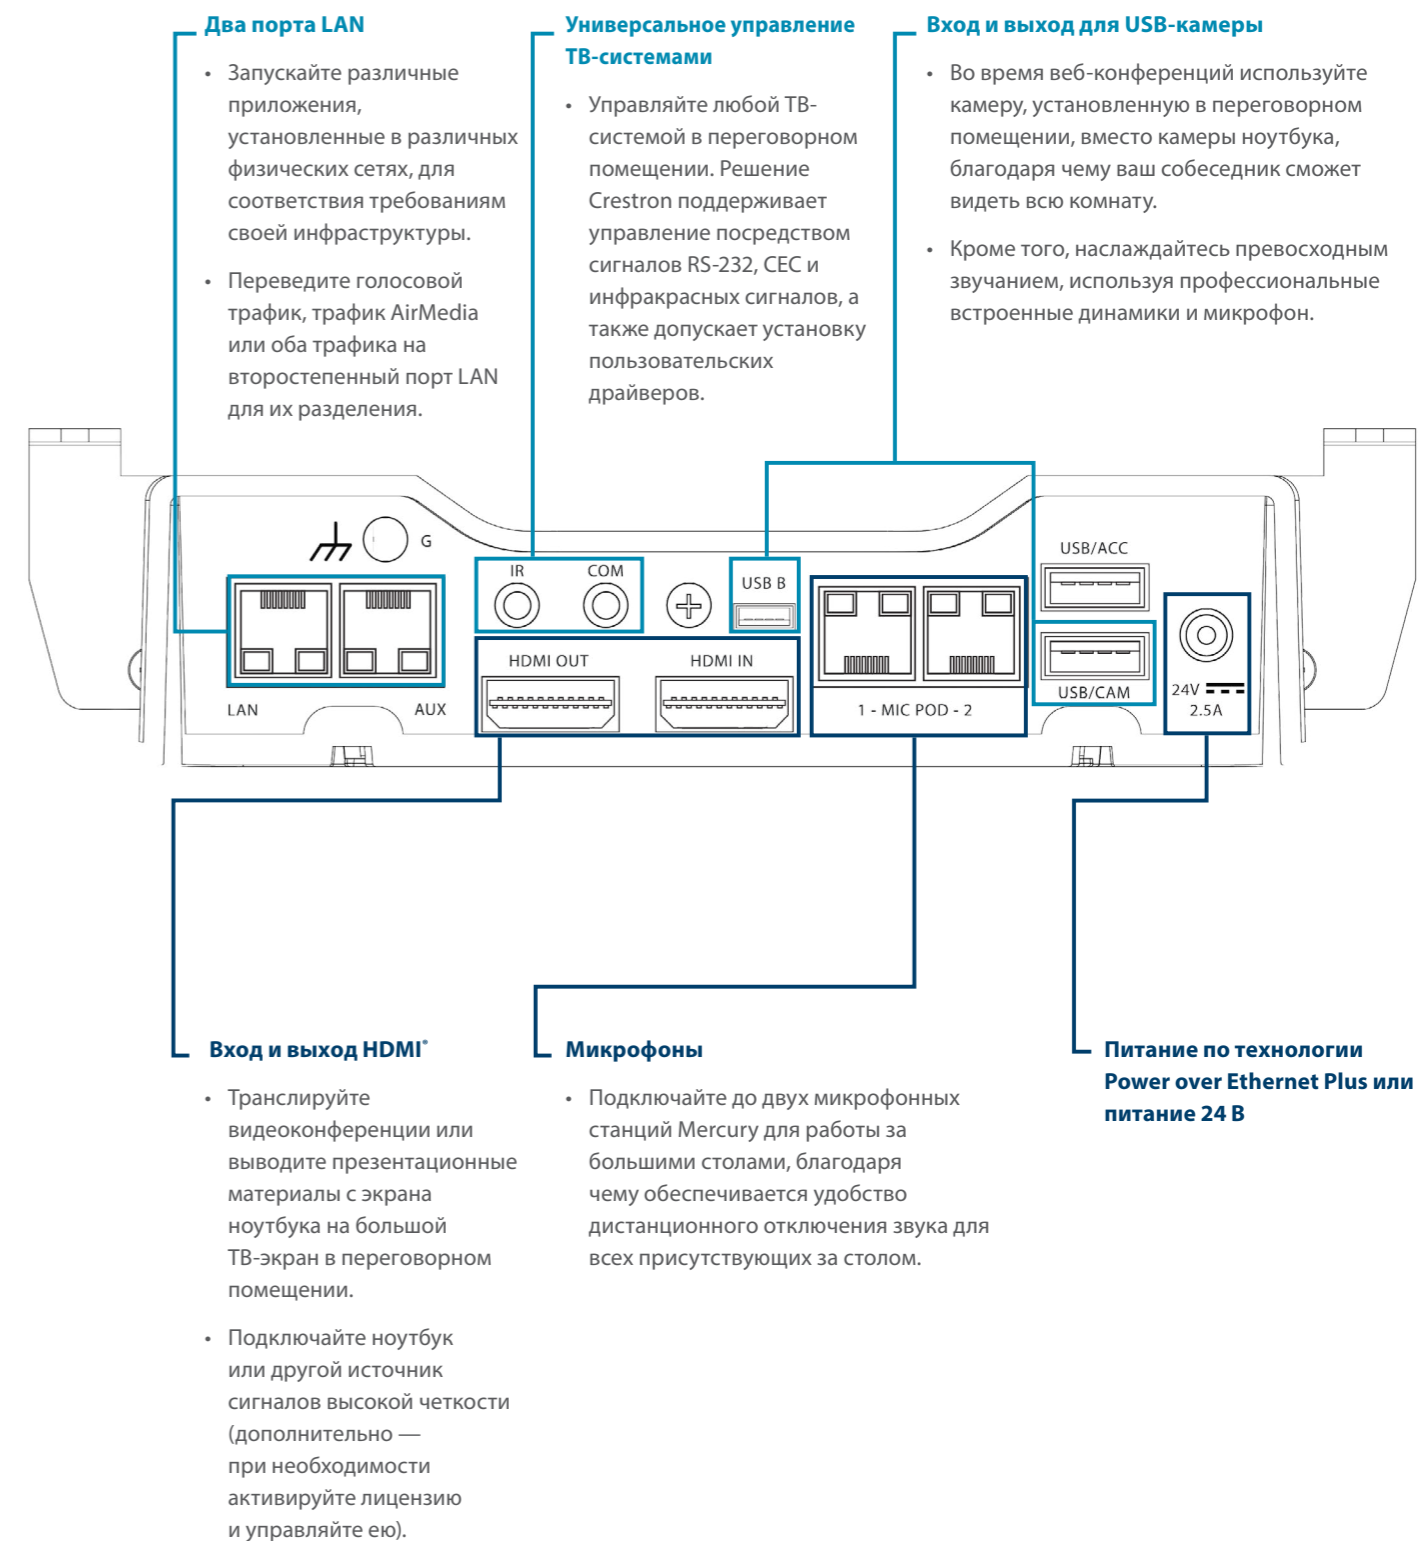 Два порта LAN
• Запускайте различные
приложения,
установленные в различных
физических сетях, для
соответствия требованиям
своей инфраструктуры.
• Переведите голосовой
трафик, трафик AirMedia
или оба трафика на
второстепенный порт LAN
для их разделения.
Универсальное управление
ТВ-системами
• Управляйте любой ТВ-
системой в переговорном
помещении. Решение
Crestron поддерживает
управление посредством
сигналов RS-232, CEC и
инфракрасных сигналов, а
также допускает установку
пользовательских
драйверов.
Вход и выход для USB-камеры
• Во время веб-конференций используйте
камеру, установленную в переговорном
помещении, вместо камеры ноутбука,
благодаря чему ваш собеседник сможет
видеть всю комнату.
• Кроме того, наслаждайтесь превосходным
звучанием, используя профессиональные
встроенные динамики и микрофон.
G
IR
COM
USB B
USB/ACC
HDMI OUT
HDMI IN
USB/CAM
24V
2.5A
LAN
AUX
1 - MIC POD - 2
Вход и выход HDMI®
• Транслируйте
видеоконференции или
выводите презентационные
материалы с экрана
ноутбука на большой
ТВ-экран в переговорном
помещении.
• Подключайте ноутбук
или другой источник
сигналов высокой четкости
(дополнительно —
при необходимости
активируйте лицензию
и управляйте ею).
Микрофоны
• Подключайте до двух микрофонных
станций Mercury для работы за
большими столами, благодаря
чему обеспечивается удобство
дистанционного отключения звука для
всех присутствующих за столом.
Питание по технологии
Power over Ethernet Plus или
питание 24 В